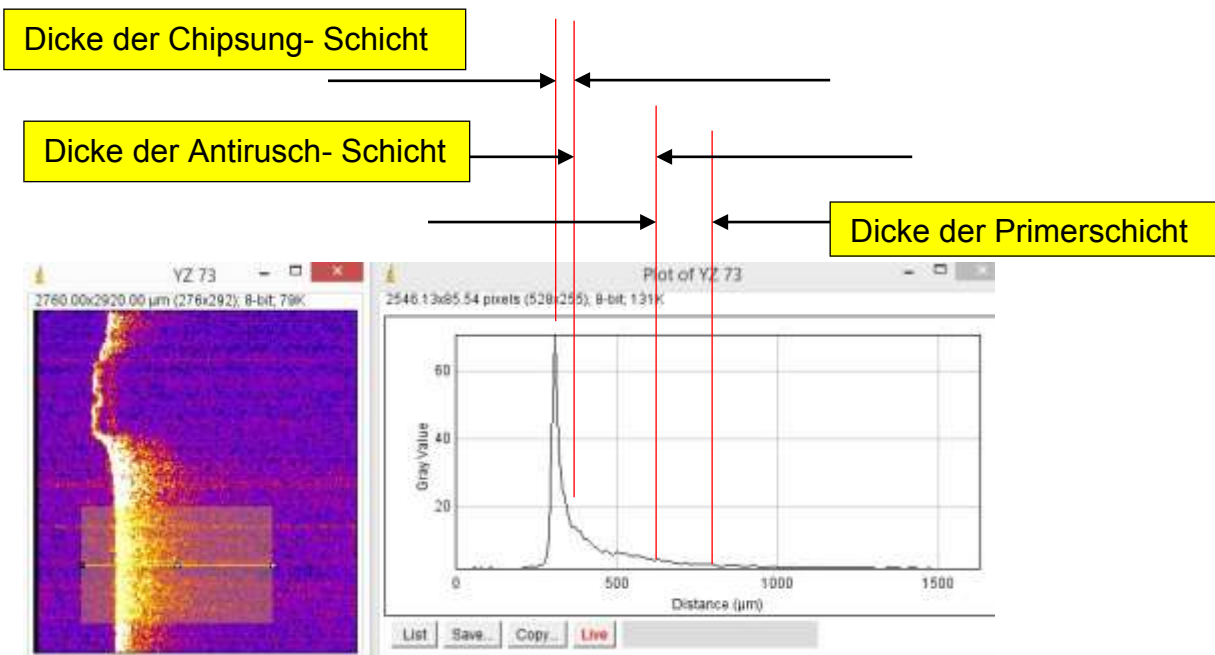 Dicke der Chipsung- Schicht
Dicke der Antirusch- Schicht
Dicke der Primerschicht
YZ 73
2760.00x2920.00 µm (276x292); 8-bit; 79K
Plot of YZ 73
2546.13x85.54 pixels (528x255); 8-bit; 131K
60
40
20
Gray Value
0 500 1000 1500
Distance (µm)
List Save... Copy... Live